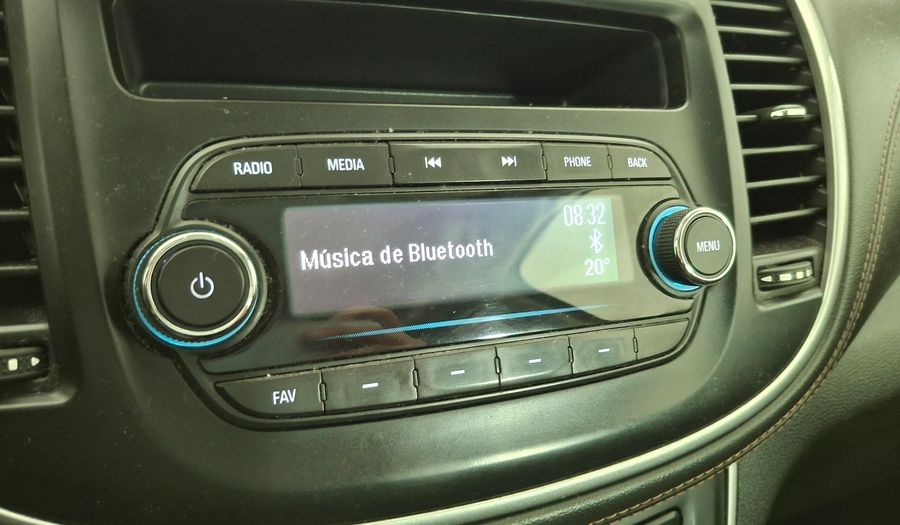 RADIO MEDIA PHONE BACK
08:32
Música de Bluetooth
20°
MENU
FAV